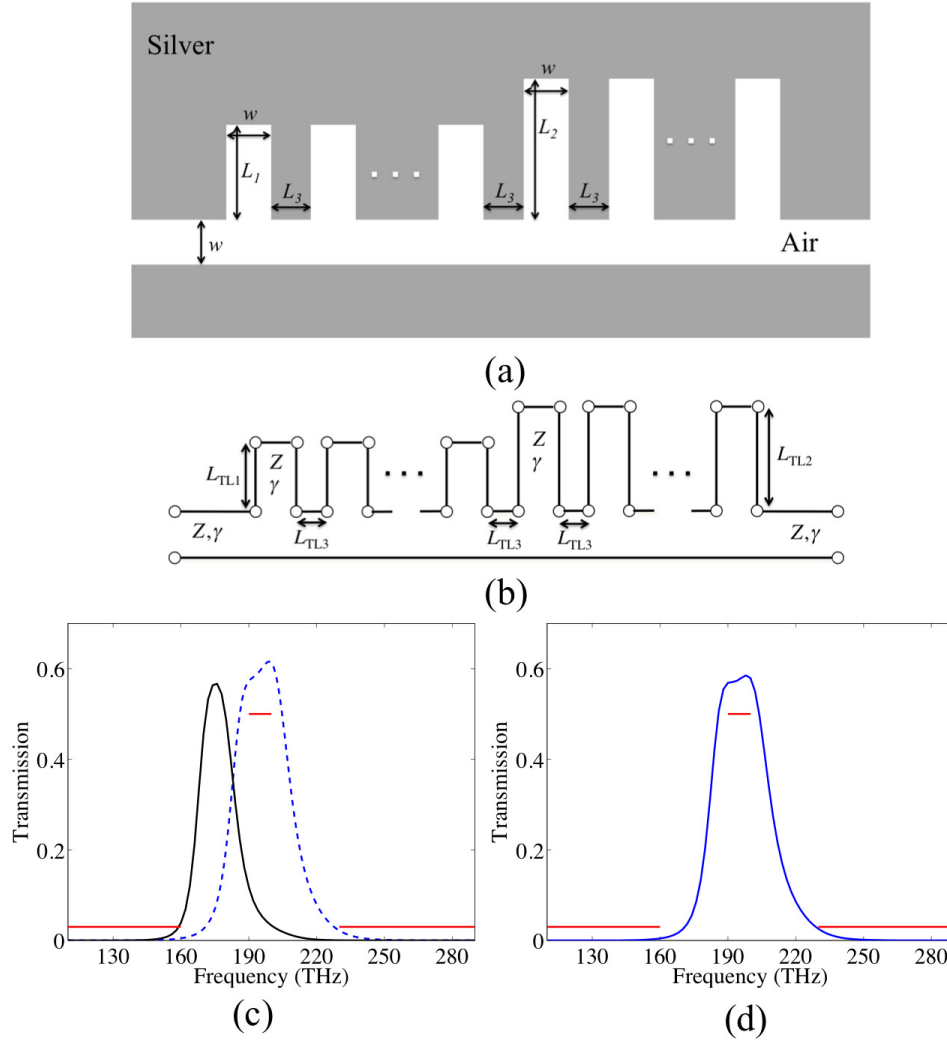 Silver
w
w
L1
L2
L3
L3
L3
w
Air
(a)
Z
γ
Z
γ
LTL1
LTL2
Z,γ
LTL3
LTL3
LTL3
Z,γ
(b)
0.6
0.4
0.2
0
Transmission
130 160 190 220 250 280
Frequency (THz)
(c)
0.6
0.4
0.2
0
Transmission
130 160 190 220 250 280
Frequency (THz)
(d)